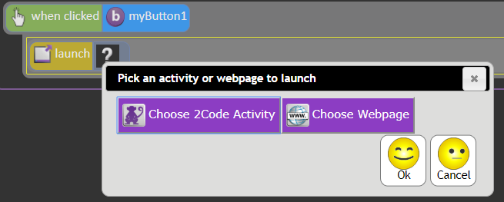 when clicked b myButton1
launch ?
Pick an activity or webpage to launch ×
Choose 2Code Activity www. Choose Webpage
Ok Cancel